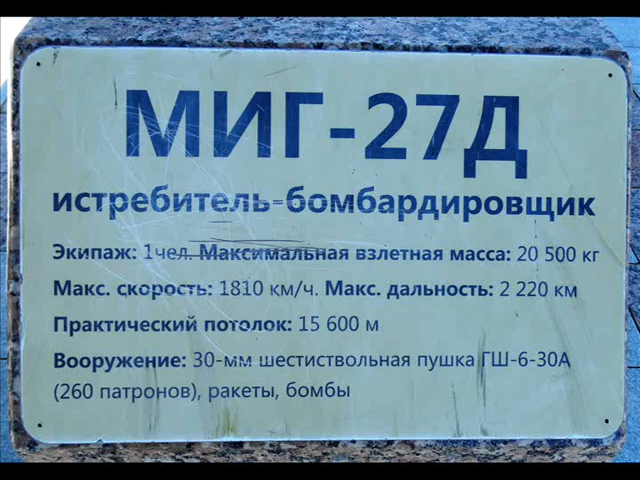 МИГ-27Д
истребитель-бомбардировщик
Экипаж: 1чел. Максимальная взлетная масса: 20 500 кг
Макс. скорость: 1810 км/ч. Макс. дальность: 2 220 км
Практический потолок: 15 600 м
Вооружение: 30-мм шестиствольная пушка ГШ-6-30А
(260 патронов), ракеты, бомбы